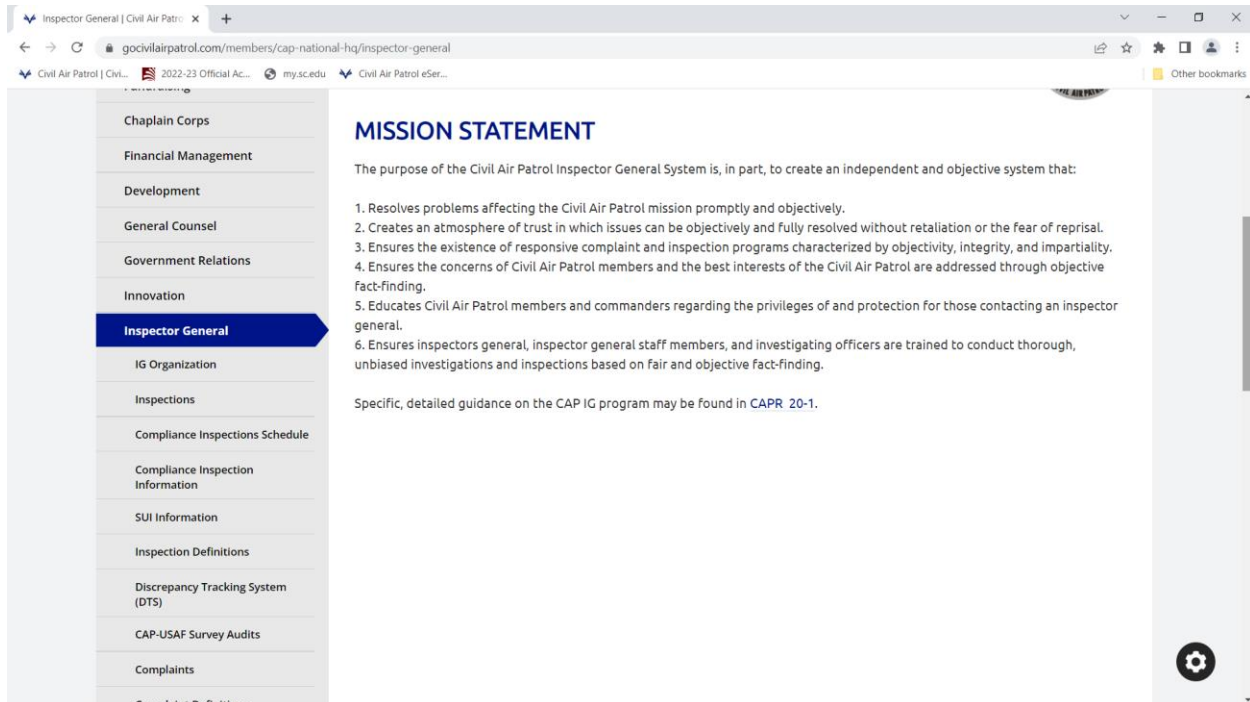 Inspector General | Civil Air Patro
gocivilairpatrol.com/members/cap-national-hq/inspector-general
Civil Air Patrol | Civi...
2022-23 Official Ac...
my.sc.edu
Civil Air Patrol eSer...
Other bookmarks
Chaplain Corps
Financial Management
Development
General Counsel
Government Relations
Innovation
Inspector General
IG Organization
Inspections
Compliance Inspections Schedule
Compliance Inspection
Information
SUI Information
Inspection Definitions
Discrepancy Tracking System
(DTS)
CAP-USAF Survey Audits
Complaints
MISSION STATEMENT
The purpose of the Civil Air Patrol Inspector General System is, in part, to create an independent and objective system that:
1. Resolves problems affecting the Civil Air Patrol mission promptly and objectively.
2. Creates an atmosphere of trust in which issues can be objectively and fully resolved without retaliation or the fear of reprisal.
3. Ensures the existence of responsive complaint and inspection programs characterized by objectivity, integrity, and impartiality.
4. Ensures the concerns of Civil Air Patrol members and the best interests of the Civil Air Patrol are addressed through objective
fact-finding.
5. Educates Civil Air Patrol members and commanders regarding the privileges of and protection for those contacting an inspector
general.
6. Ensures inspectors general, inspector general staff members, and investigating officers are trained to conduct thorough,
unbiased investigations and inspections based on fair and objective fact-finding.
Specific, detailed guidance on the CAP IG program may be found in CAPR 20-1.